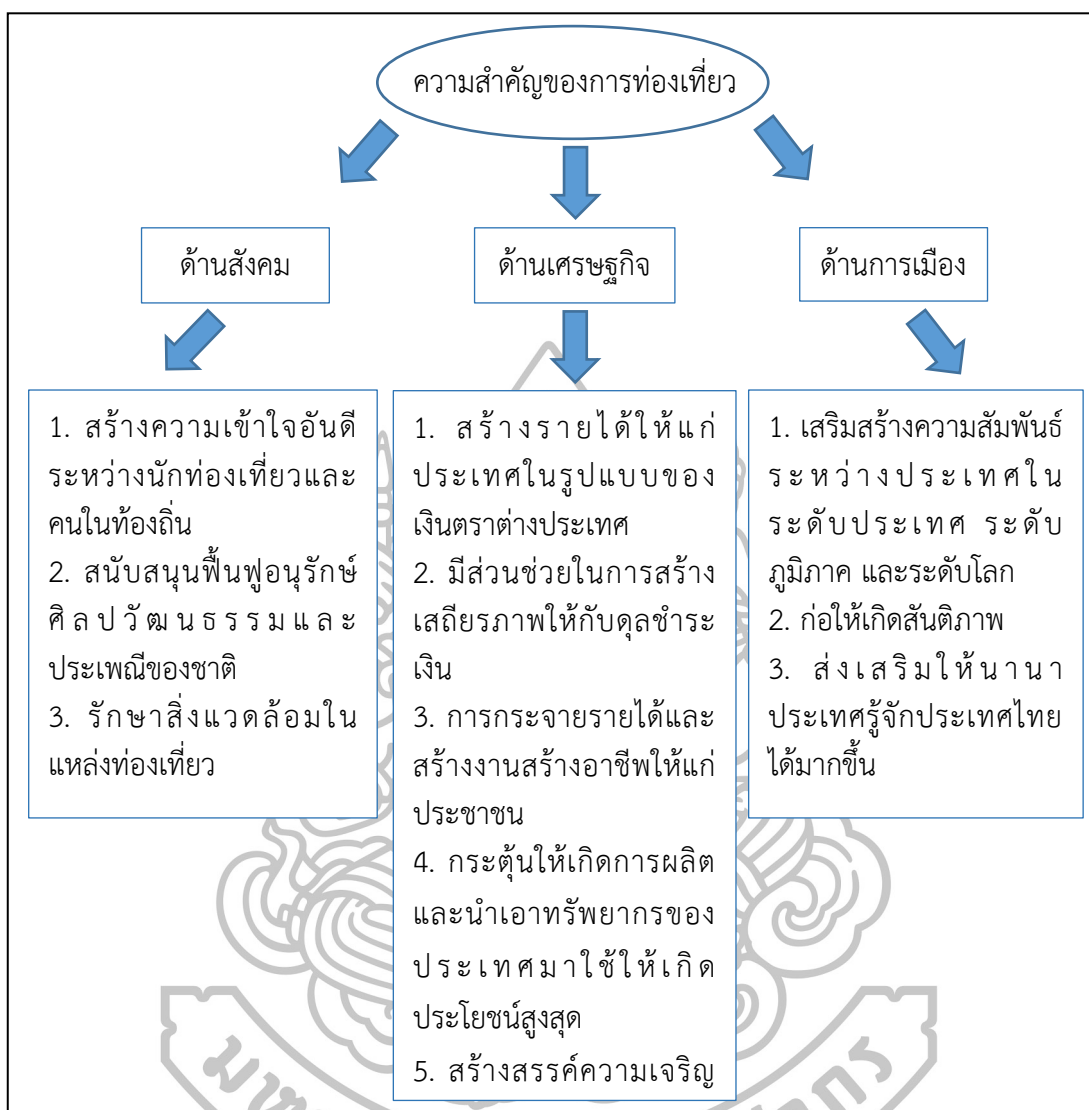 ความสำคัญของการท่องเที่ยว
ด้านสังคม
ด้านเศรษฐกิจ
ด้านการเมือง
1. สร้างความเข้าใจอันดี
ระหว่างนักท่องเที่ยวและ
คนในท้องถิ่น
2. สนับสนุนฟื้นฟูอนุรักษ์
ศิลปวัฒนธรรมและ
ประเพณีของชาติ
3. รักษาสิ่งแวดล้อมใน
แหล่งท่องเที่ยว
1. สร้างรายได้ให้แก่
ประเทศในรูปแบบของ
เงินตราต่างประเทศ
2. มีส่วนช่วยในการสร้าง
เสถียรภาพให้กับดุลชำระ
เงิน
3. การกระจายรายได้และ
สร้างงานสร้างอาชีพให้แก่
ประชาชน
4. กระตุ้นให้เกิดการผลิต
และนำเอาทรัพยากรของ
ประเทศมาใช้ให้เกิด
ประโยชน์สูงสุด
5. สร้างสรรค์ความเจริญ
1. เสริมสร้างความสัมพันธ์
ระหว่างประเทศใน
ระดับประเทศ ระดับ
ภูมิภาค และระดับโลก
2. ก่อให้เกิดสันติภาพ
3. ส่งเสริมให้นานา
ประเทศรู้จักประเทศไทย
ได้มากขึ้น